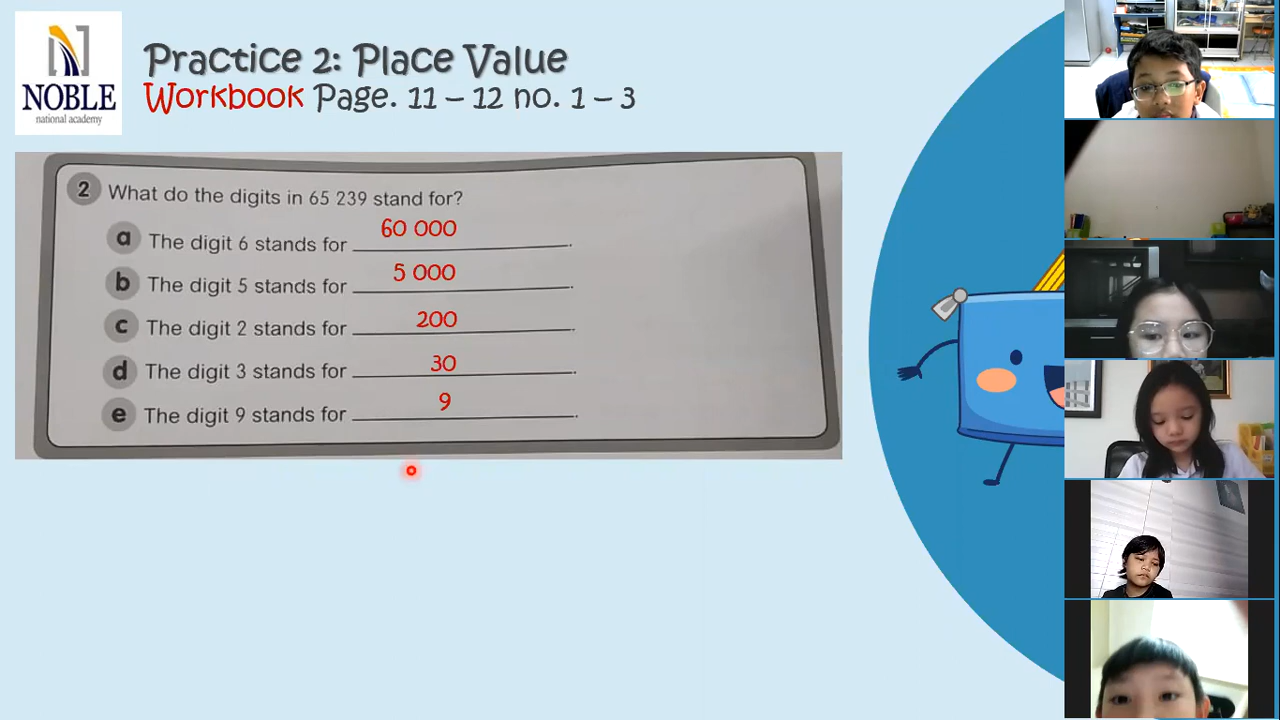 NOBLE
national academy
Practice 2: Place Value
Workbook Page. 11 – 12 no. 1 – 3
2 What do the digits in 65 239 stand for?
a The digit 6 stands for 60 000.
b The digit 5 stands for 5 000.
c The digit 2 stands for 200.
d The digit 3 stands for 30.
e The digit 9 stands for 9.